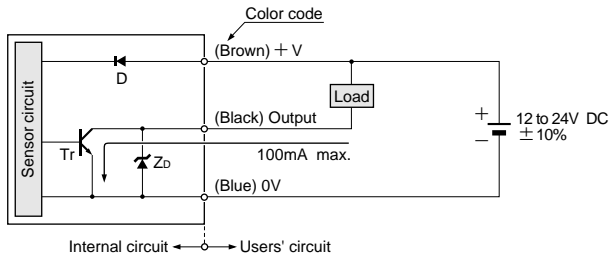 Color code
(Brown) + V
D
Sensor circuit
Load
(Black) Output
+
12 to 24V DC
± 10%
−
Tr
ZD
100mA max.
(Blue) 0V
Internal circuit
Users' circuit